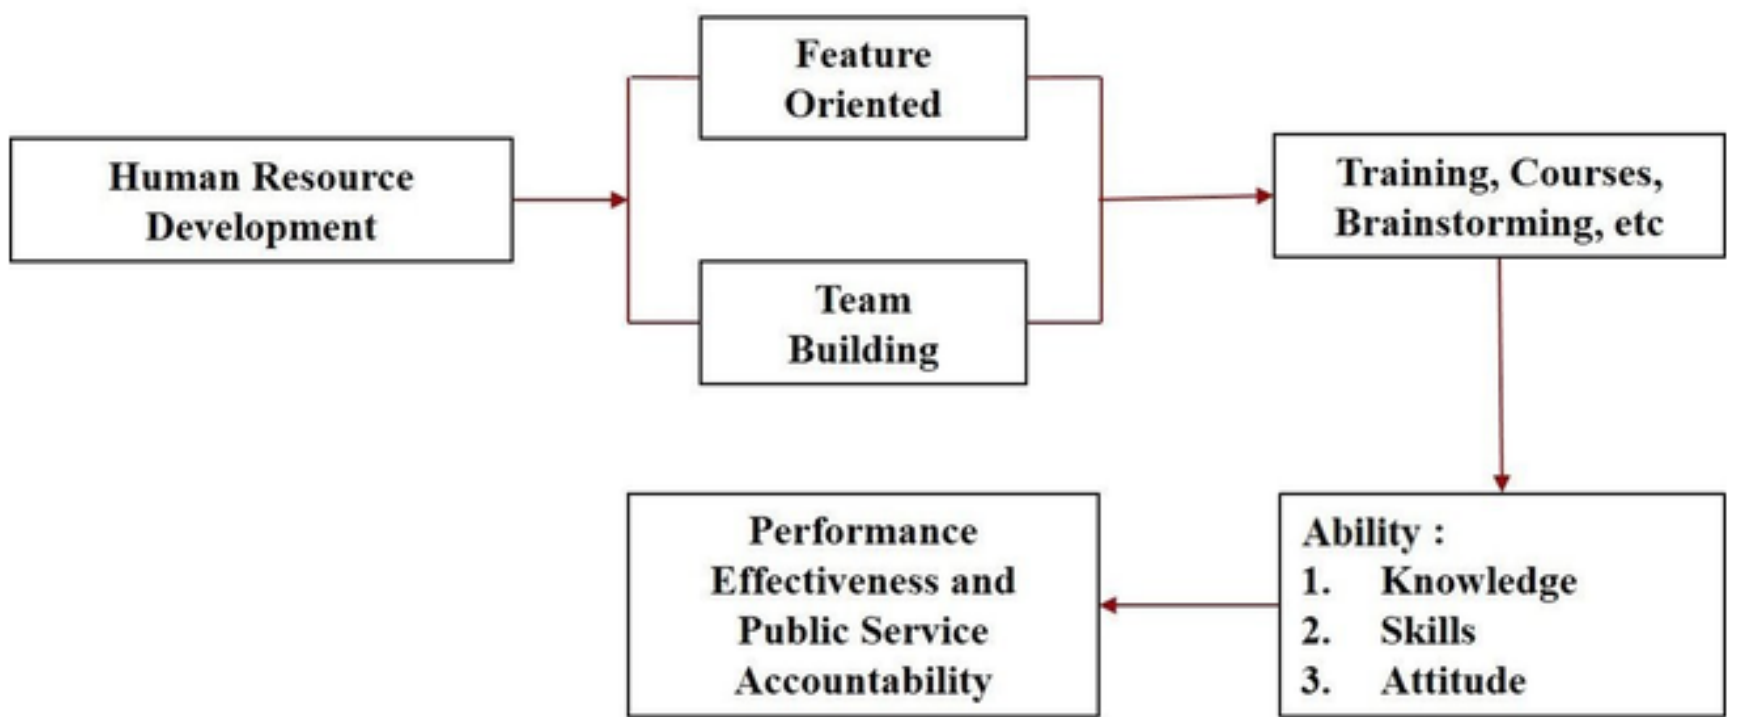 Feature
Oriented
Human Resource
Development
Training, Courses,
Brainstorming, etc
Team
Building
Performance
Effectiveness and
Public Service
Accountability
Ability :
1. Knowledge
2. Skills
3. Attitude